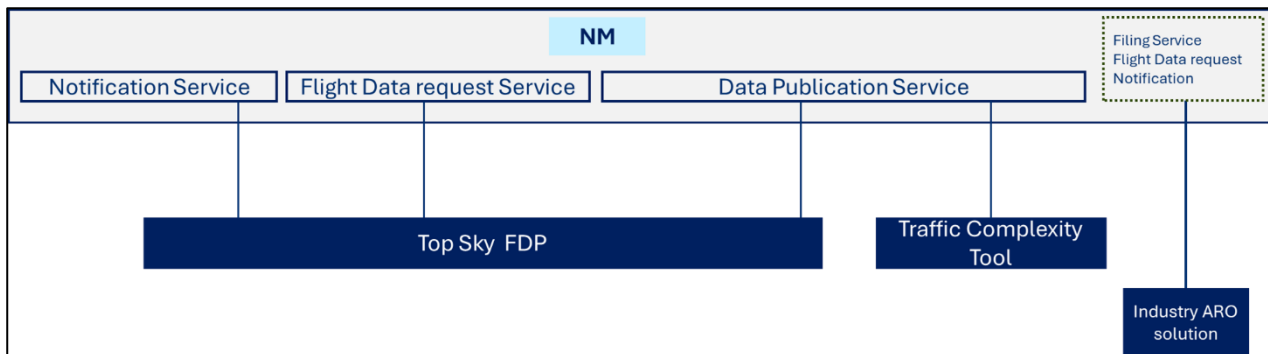 NM
Filing Service
Flight Data request
Notification
Notification Service
Flight Data request Service
Data Publication Service
Top Sky FDP
Traffic Complexity
Tool
Industry ARO
solution